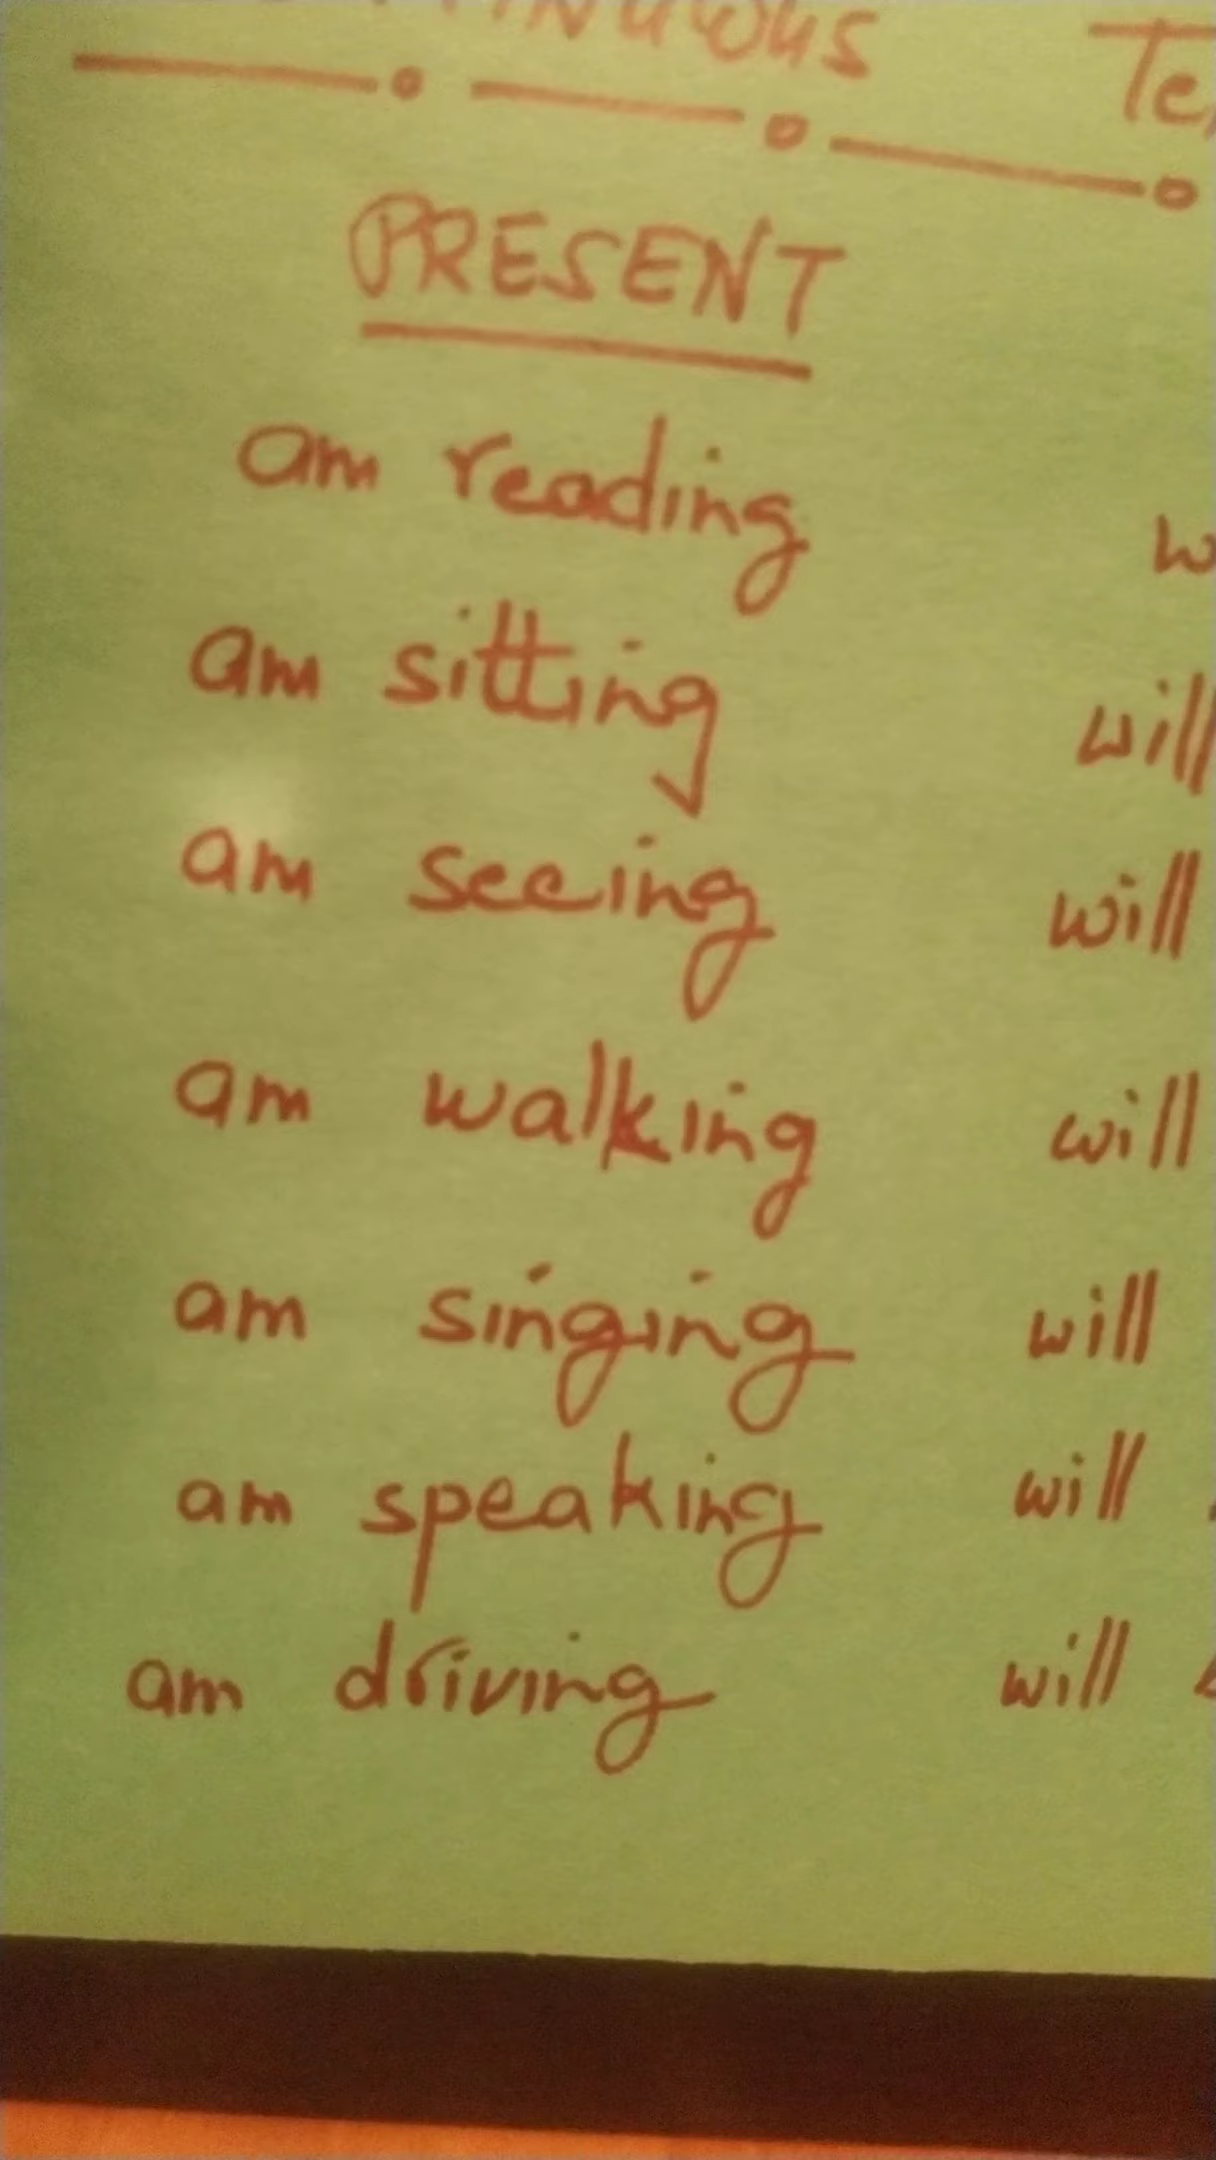 PRESENT
am reading
am sitting will
am seeing will
am walking will
am singing will
am speaking will
am driving will